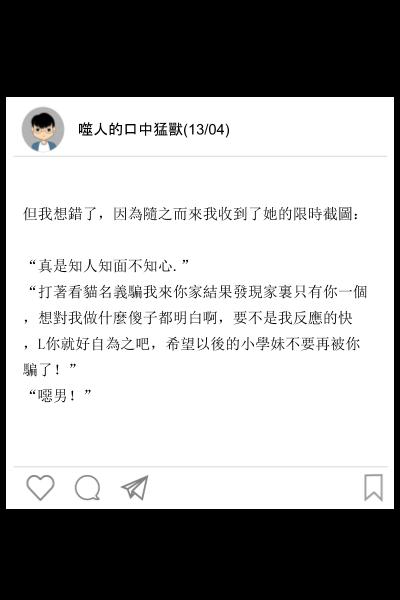 噬人的口中猛獸(13/04)
但我想錯了，因為隨之而來我收到了她的限時截圖：
“真是知人知面不知心.”
“打著看貓名義騙我來你家結果發現家裏只有你一個
，想對我做什麼傻子都明白啊，要不是我反應的快
，L你就好自為之吧，希望以後的小學妹不要再被你
騙了！”
“噁男！”